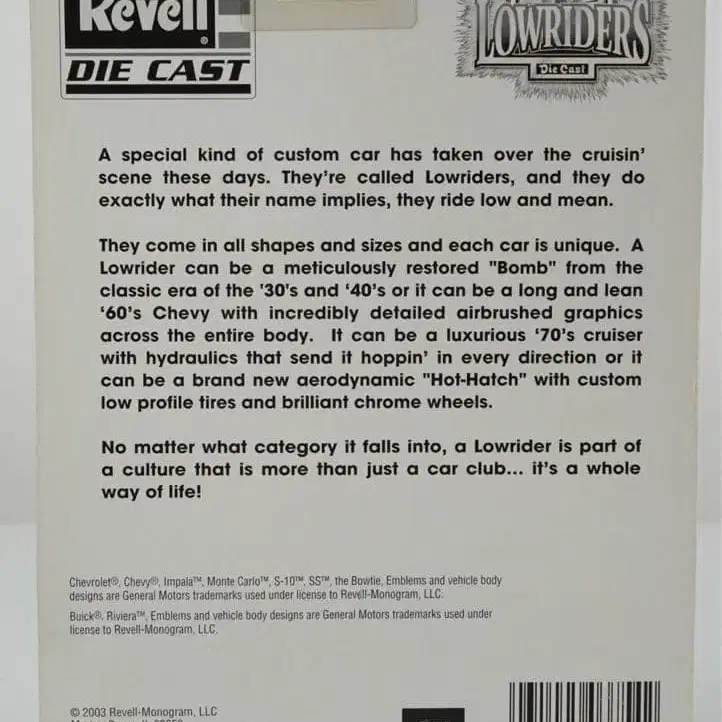 Revell®
DIE CAST
LOWRIDERS
Die Cast
A special kind of custom car has taken over the cruisin'
scene these days. They're called Lowriders, and they do
exactly what their name implies, they ride low and mean.
They come in all shapes and sizes and each car is unique. A
Lowrider can be a meticulously restored "Bomb" from the
classic era of the '30's and '40's or it can be a long and lean
'60's Chevy with incredibly detailed airbrushed graphics
across the entire body. It can be a luxurious '70's cruiser
with hydraulics that send it hoppin' in every direction or it
can be a brand new aerodynamic "Hot-Hatch" with custom
low profile tires and brilliant chrome wheels.
No matter what category it falls into, a Lowrider is part of
a culture that is more than just a car club... it's a whole
way of life!
Chevrolet®, Chevy®, Impala™, Monte Carlo™, S-10™, SS™, the Bowtie, Emblems and vehicle body
designs are General Motors trademarks used under license to Revell-Monogram, LLC.
Buick®, Riviera™, Emblems and vehicle body designs are General Motors trademarks used under
license to Revell-Monogram, LLC.
© 2003 Revell-Monogram, LLC